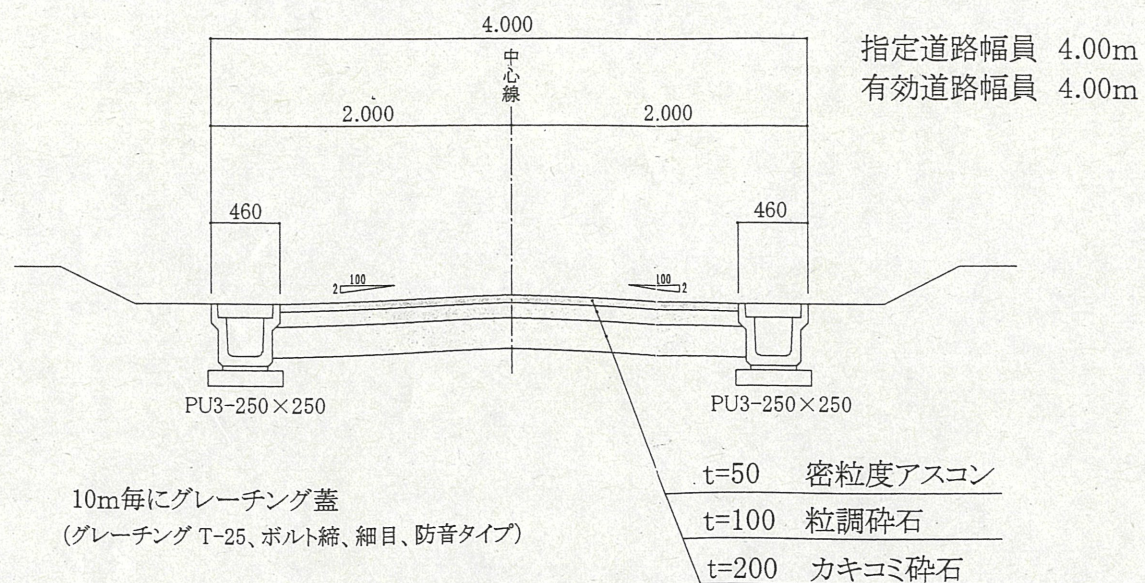 4.000
指定道路幅員 4.00m
有効道路幅員 4.00m
中心線
2.000 2.000
460 460
2 100 100 2
PU3-250×250 PU3-250×250
t=50 密粒度アスコン
10m毎にグレーチング蓋
t=100 粒調砕石
(グレーチング T-25、ボルト締、細目、防音タイプ)
t=200 カキコミ砕石